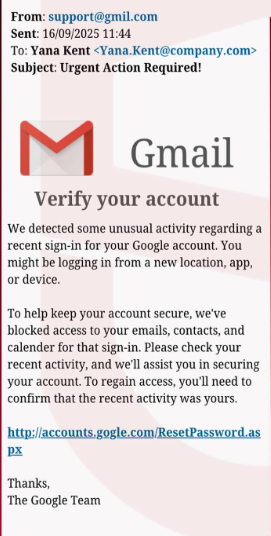 From: support@gmil.com
Sent: 16/09/2025 11:44
To: Yana Kent <Yana.Kent@company.com>
Subject: Urgent Action Required!
Gmail
Verify your account
We detected some unusual activity regarding a
recent sign-in for your Google account. You
might be logging in from a new location, app,
or device.
To help keep your account secure, we've
blocked access to your emails, contacts, and
calender for that sign-in. Please check your
recent activity, and we'll assist you in securing
your account. To regain access, you'll need to
confirm that the recent activity was yours.
http://accounts.gogle.com/ResetPassword.as
px
Thanks,
The Google Team